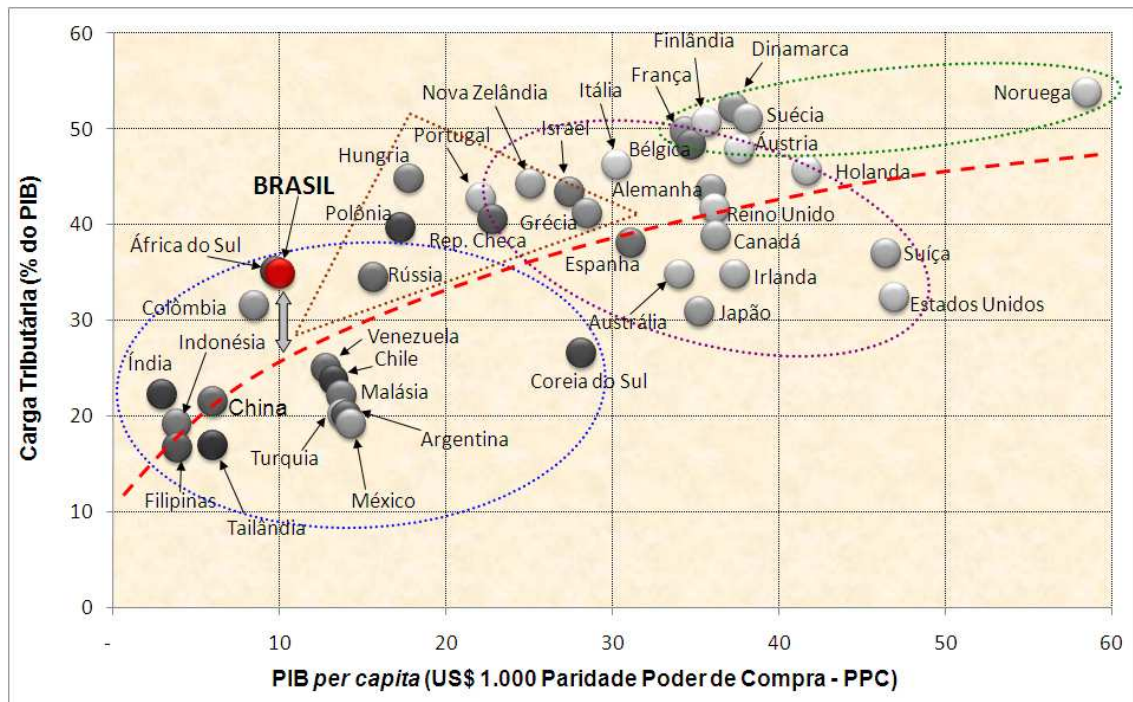 Carga Tributária (% do PIB)
60
50
40
30
20
10
0
Finlândia
Dinamarca
França
Itália
Nova Zelândia
Noruega
Suécia
Portugal
Israel
Bélgica
Áustria
Hungria
Holanda
BRASIL
Alemanha
Polônia
Grécia
Reino Unido
Rep. Checa
Canadá
África do Sul
Rússia
Espanha
Suíça
Irlanda
Colômbia
Estados Unidos
Austrália
Japão
Indonésia
Venezuela
Índia
Chile
Coreia do Sul
Malásia
China
Argentina
Turquia
Filipinas
México
Tailândia
- 10 20 30 40 50 60
PIB per capita (US$ 1.000 Paridade Poder de Compra - PPC)